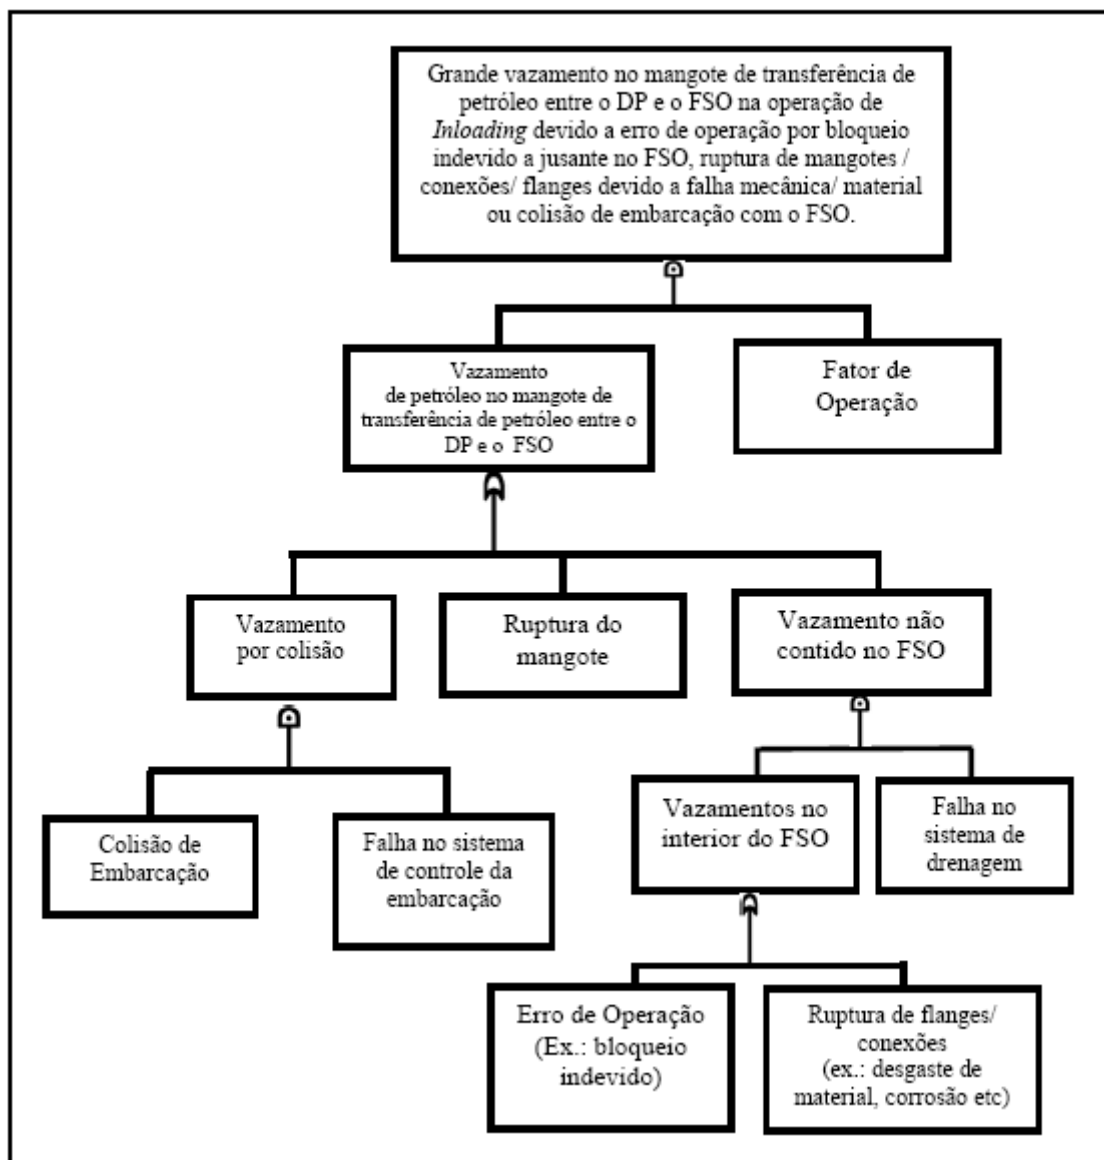 Grande vazamento no mangote de transferência de
petróleo entre o DP e o FSO na operação de
Inloading devido a erro de operação por bloqueio
indevido a jusante no FSO, ruptura de mangotes /
conexões/ flanges devido a falha mecânica/ material
ou colisão de embarcação com o FSO.
Vazamento
de petróleo no mangote de
transferência de petróleo entre o
DP e o FSO
Fator de
Operação
Vazamento
por colisão
Ruptura do
mangote
Vazamento não
contido no FSO
Colisão de
Embarcação
Falha no sistema
de controle da
embarcação
Vazamentos no
interior do FSO
Falha no
sistema de
drenagem
Erro de Operação
(Ex.: bloqueio
indevido)
Ruptura de flanges/
conexões
(ex.: desgaste de
material, corrosão etc)